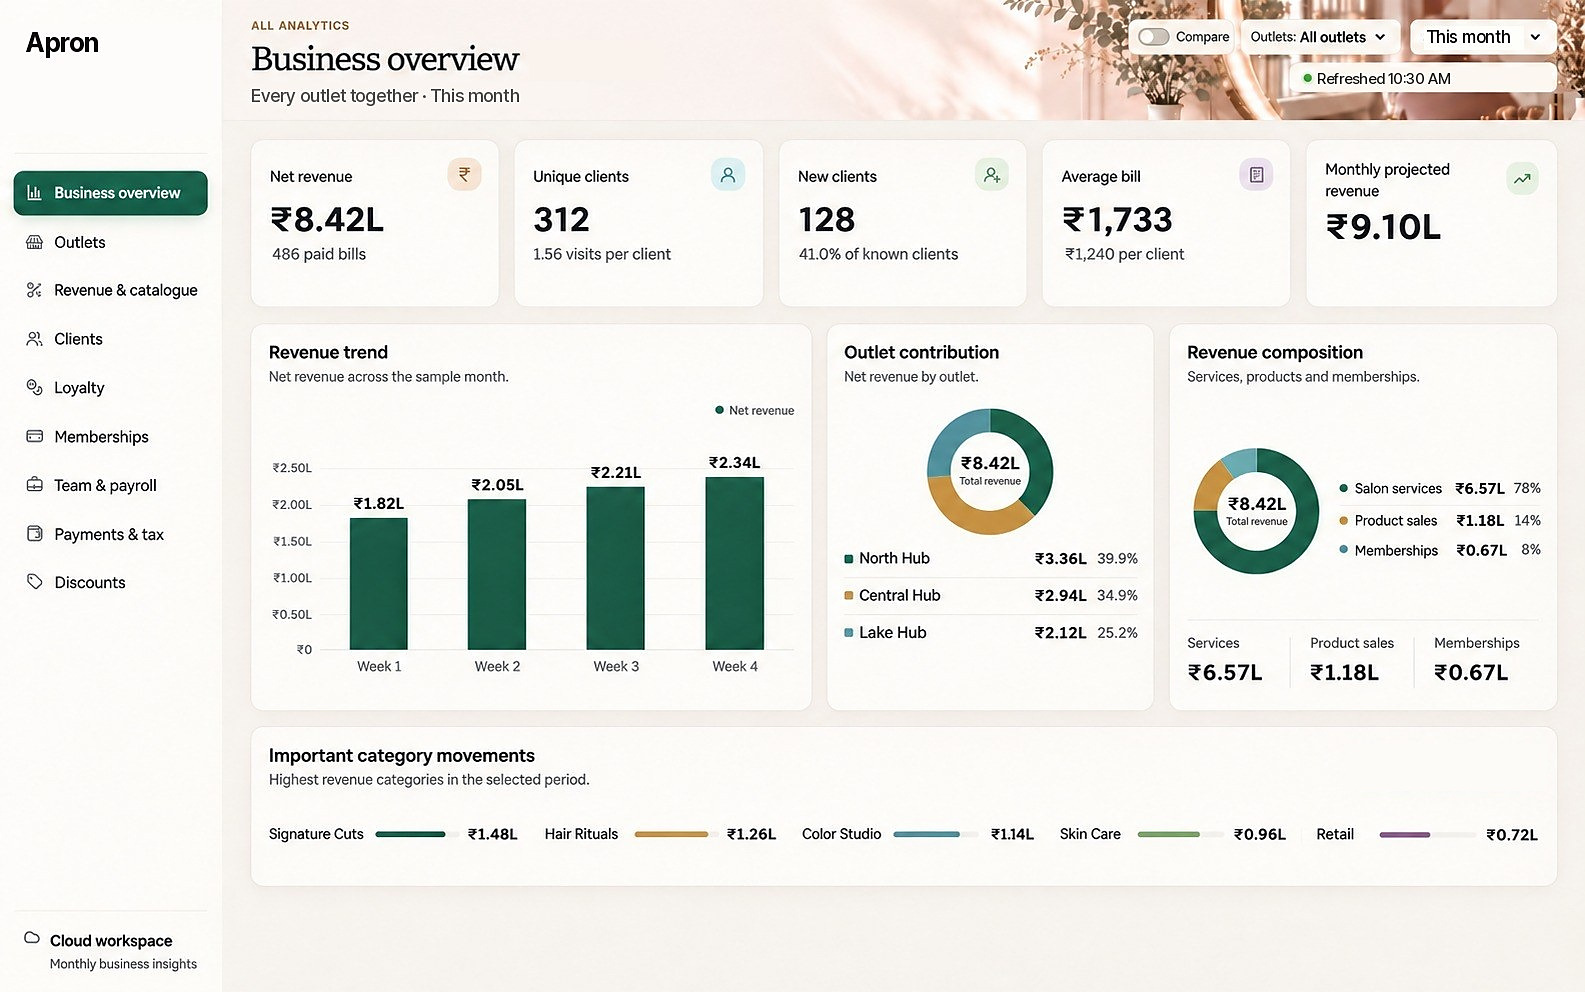 Apron
Business overview
Outlets
Revenue & catalogue
Clients
Loyalty
Memberships
Team & payroll
Payments & tax
Discounts
Cloud workspace
Monthly business insights
ALL ANALYTICS
Business overview
Every outlet together · This month
Compare
Outlets: All outlets
This month
Refreshed 10:30 AM
Net revenue
₹
₹8.42L
486 paid bills
Unique clients
312
1.56 visits per client
New clients
128
41.0% of known clients
Average bill
₹1,733
₹1,240 per client
Monthly projected
revenue
₹9.10L
Revenue trend
Net revenue across the sample month.
Net revenue
₹2.50L
₹2.00L
₹1.50L
₹1.00L
₹0.50L
₹0
₹1.82L
₹2.05L
₹2.21L
₹2.34L
Week 1
Week 2
Week 3
Week 4
Outlet contribution
Net revenue by outlet.
₹8.42L
Total revenue
North Hub ₹3.36L 39.9%
Central Hub ₹2.94L 34.9%
Lake Hub ₹2.12L 25.2%
Revenue composition
Services, products and memberships.
₹8.42L
Total revenue
Salon services ₹6.57L 78%
Product sales ₹1.18L 14%
Memberships ₹0.67L 8%
Services
₹6.57L
Product sales
₹1.18L
Memberships
₹0.67L
Important category movements
Highest revenue categories in the selected period.
Signature Cuts ₹1.48L Hair Rituals ₹1.26L Color Studio ₹1.14L Skin Care ₹0.96L Retail ₹0.72L